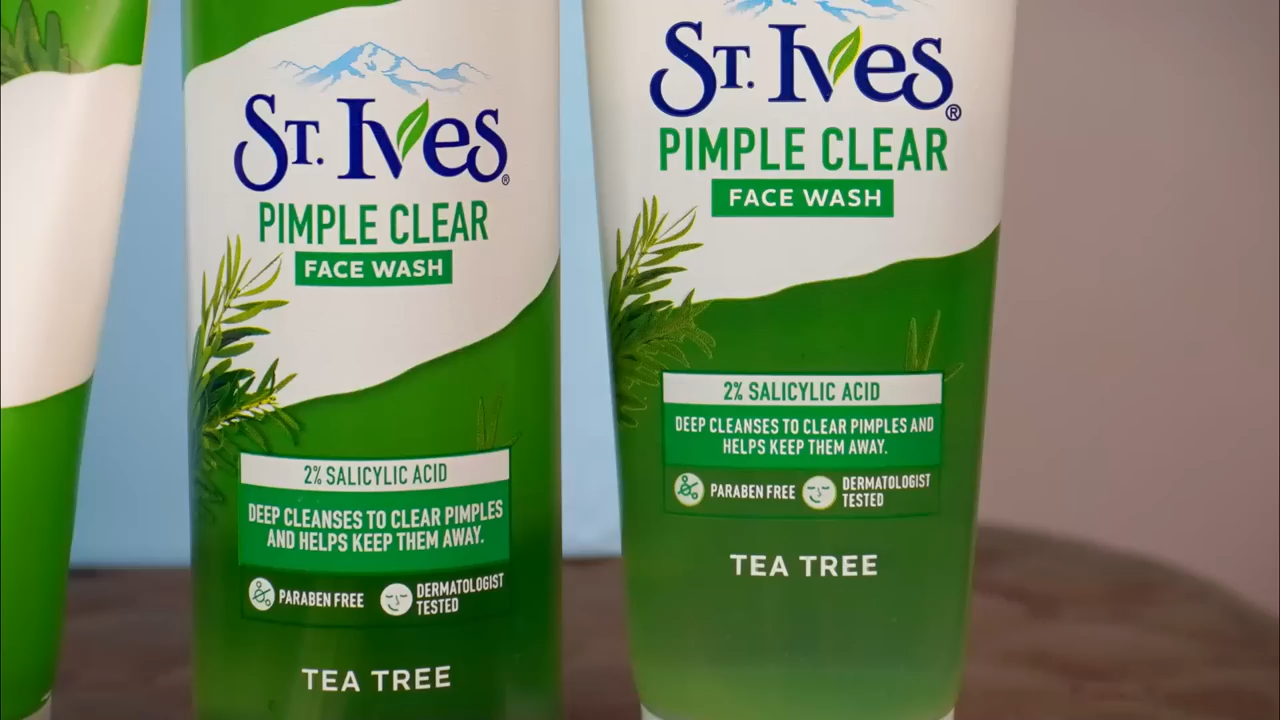 ST. Ives®
PIMPLE CLEAR
FACE WASH
2% SALICYLIC ACID
DEEP CLEANSES TO CLEAR PIMPLES
AND HELPS KEEP THEM AWAY.
PARABEN FREE
DERMATOLOGIST
TESTED
TEA TREE
ST. Ives®
PIMPLE CLEAR
FACE WASH
2% SALICYLIC ACID
DEEP CLEANSES TO CLEAR PIMPLES AND
HELPS KEEP THEM AWAY.
PARABEN FREE
DERMATOLOGIST
TESTED
TEA TREE